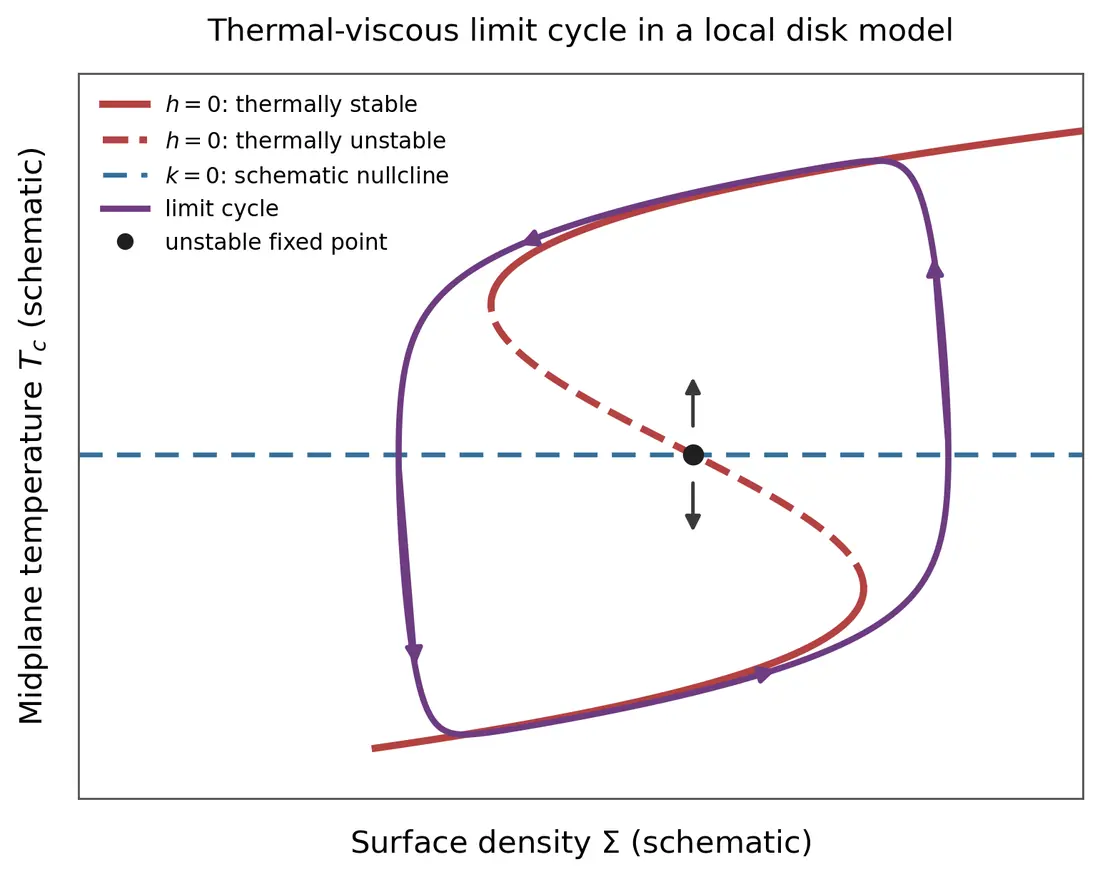 Thermal-viscous limit cycle in a local disk model
h = 0: thermally stable
h = 0: thermally unstable
k = 0: schematic nullcline
limit cycle
unstable fixed point
Midplane temperature T_c (schematic)
Surface density Σ (schematic)